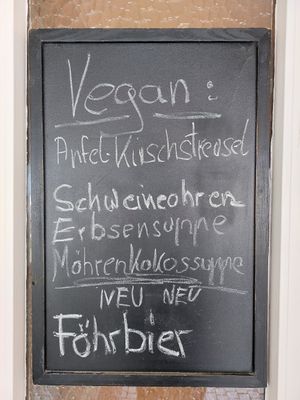 Vegan:
Apfel-Kirschstreusel
Schweineohren
Erbsensuppe
Möhrenkokossuppe
NEU NEU
Föhrbier